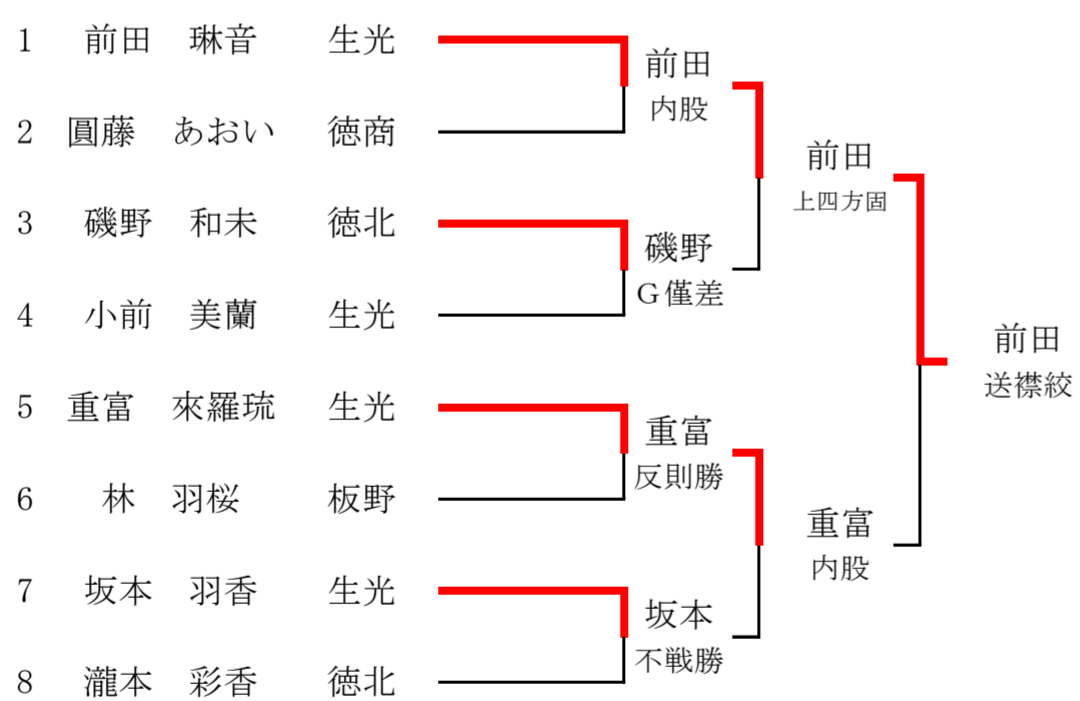 1 前田 琳音 生光
前田
内股
2 圓藤 あおい 徳商
前田
上四方固
3 磯野 和未 徳北
磯野
G僅差
4 小前 美蘭 生光
前田
送襟絞
5 重富 來羅琉 生光
重富
反則勝
6 林 羽桜 板野
重富
内股
7 坂本 羽香 生光
坂本
不戦勝
8 瀧本 彩香 徳北